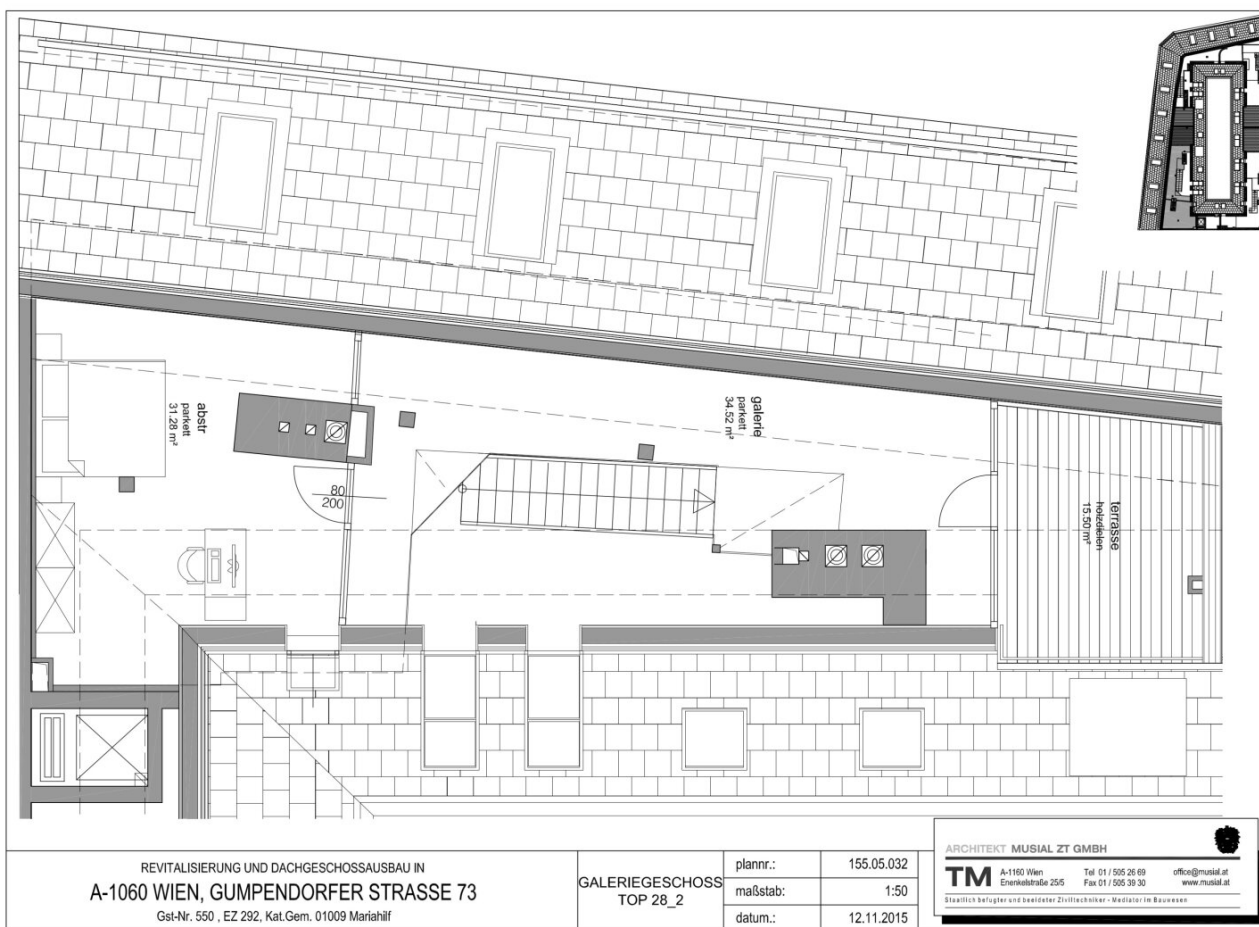 abstr
parkett
31.28 m²
80
200
galerie
parkett
34.52 m²
terrasse
holzdielen
15.50 m²
REVITALISIERUNG UND DACHGESCHOSSAUSBAU IN
A-1060 WIEN, GUMPENDORFER STRASSE 73
Gst-Nr. 550 , EZ 292, Kat.Gem. 01009 Mariahilf
GALERIEGESCHOSS
TOP 28_2
plannr.: 155.05.032
maßstab: 1:50
datum.: 12.11.2015
ARCHITEKT MUSIAL ZT GMBH
TM
A-1160 Wien Tel 01 / 505 26 69 office@musial.at
Enenkelstraße 25/5 Fax 01 / 505 39 30 www.musial.at
Staatlich befugter und beeideter Ziviltechniker - Mediator im Bauwesen